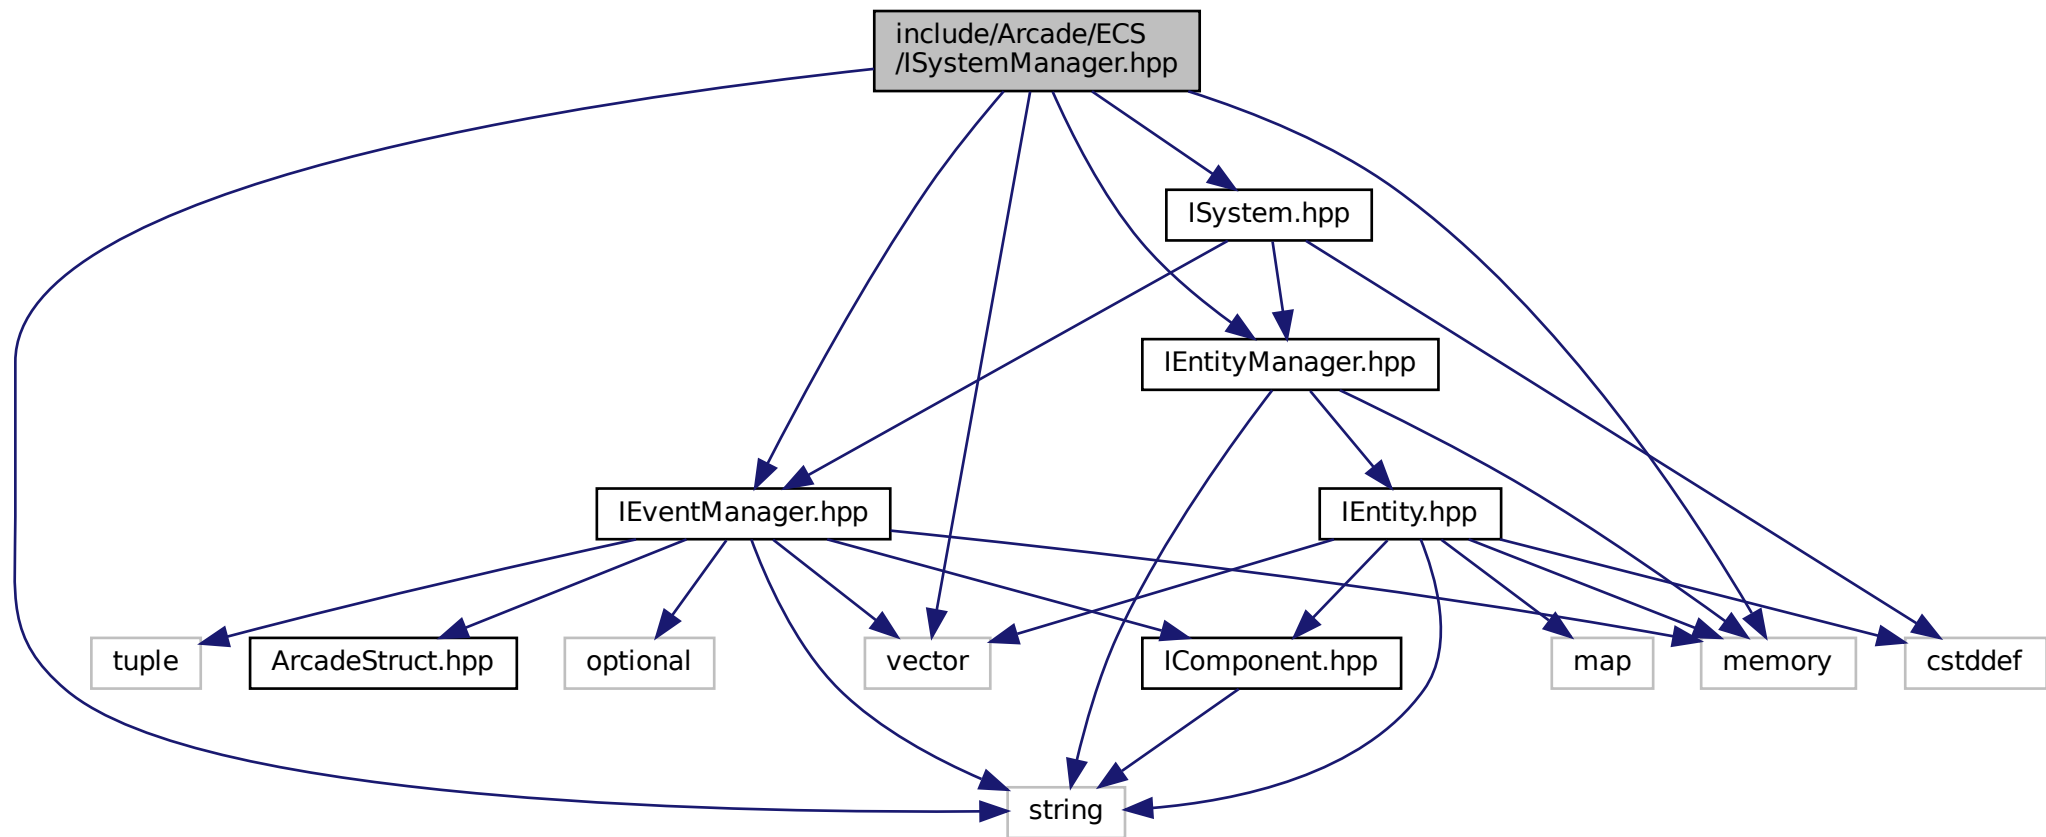 include/Arcade/ECS
/ISystemManager.hpp
ISystem.hpp
IEntityManager.hpp
IEventManager.hpp
IEntity.hpp
tuple
ArcadeStruct.hpp
optional
vector
IComponent.hpp
map
memory
cstddef
string